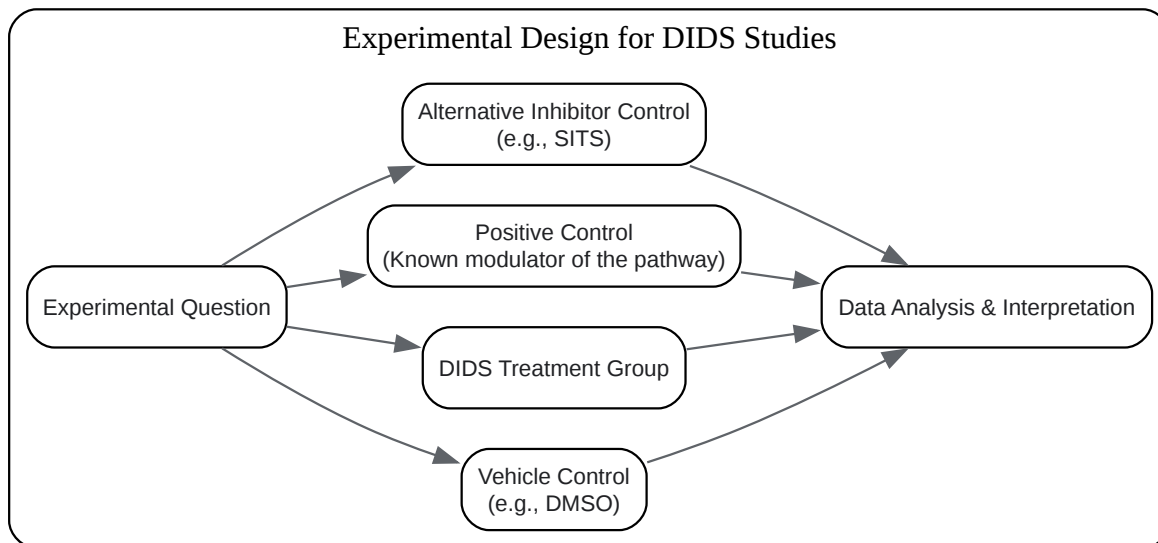 Experimental Design for DIDS Studies
Alternative Inhibitor Control
(e.g., SITS)
Positive Control
(Known modulator of the pathway)
Experimental Question
Data Analysis & Interpretation
DIDS Treatment Group
Vehicle Control
(e.g., DMSO)